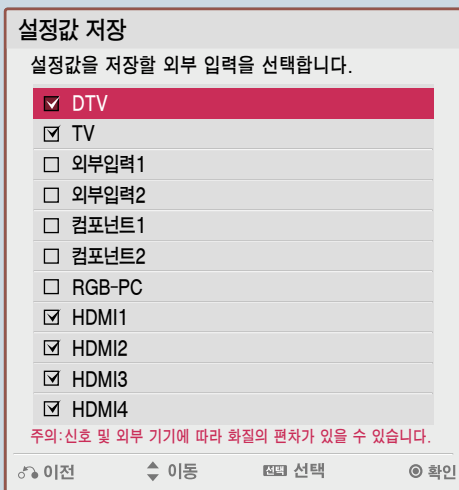 설정값 저장
설정값을 저장할 외부 입력을 선택합니다.
DTV
TV
외부입력1
외부입력2
컴포넌트1
컴포넌트2
RGB-PC
HDMI1
HDMI2
HDMI3
HDMI4
주의:신호 및 외부 기기에 따라 화질의 편차가 있을 수 있습니다.
이전 이동 선택 선택 확인